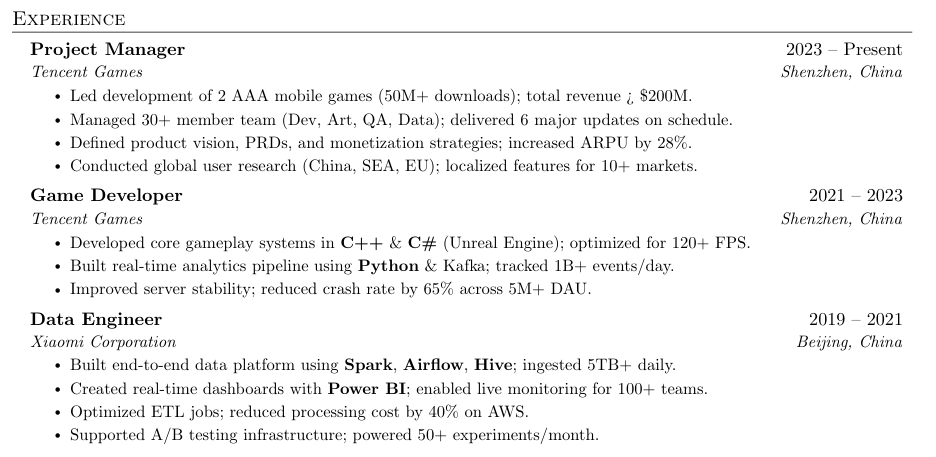 EXPERIENCE
Project Manager 2023 – Present
Tencent Games Shenzhen, China
• Led development of 2 AAA mobile games (50M+ downloads); total revenue ¿ $200M.
• Managed 30+ member team (Dev, Art, QA, Data); delivered 6 major updates on schedule.
• Defined product vision, PRDs, and monetization strategies; increased ARPU by 28%.
• Conducted global user research (China, SEA, EU); localized features for 10+ markets.
Game Developer 2021 – 2023
Tencent Games Shenzhen, China
• Developed core gameplay systems in C++ & C# (Unreal Engine); optimized for 120+ FPS.
• Built real-time analytics pipeline using Python & Kafka; tracked 1B+ events/day.
• Improved server stability; reduced crash rate by 65% across 5M+ DAU.
Data Engineer 2019 – 2021
Xiaomi Corporation Beijing, China
• Built end-to-end data platform using Spark, Airflow, Hive; ingested 5TB+ daily.
• Created real-time dashboards with Power BI; enabled live monitoring for 100+ teams.
• Optimized ETL jobs; reduced processing cost by 40% on AWS.
• Supported A/B testing infrastructure; powered 50+ experiments/month.